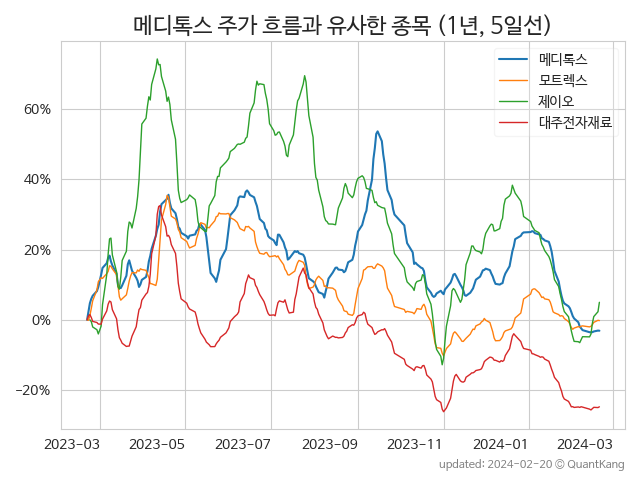 메디톡스 주가 흐름과 유사한 종목 (1년, 5일선)
메디톡스
모트렉스
제이오
대주전자재료
60%
40%
20%
0%
−20%
2023-03 2023-05 2023-07 2023-09 2023-11 2024-01 2024-03
updated: 2024-02-20 © QuantKang